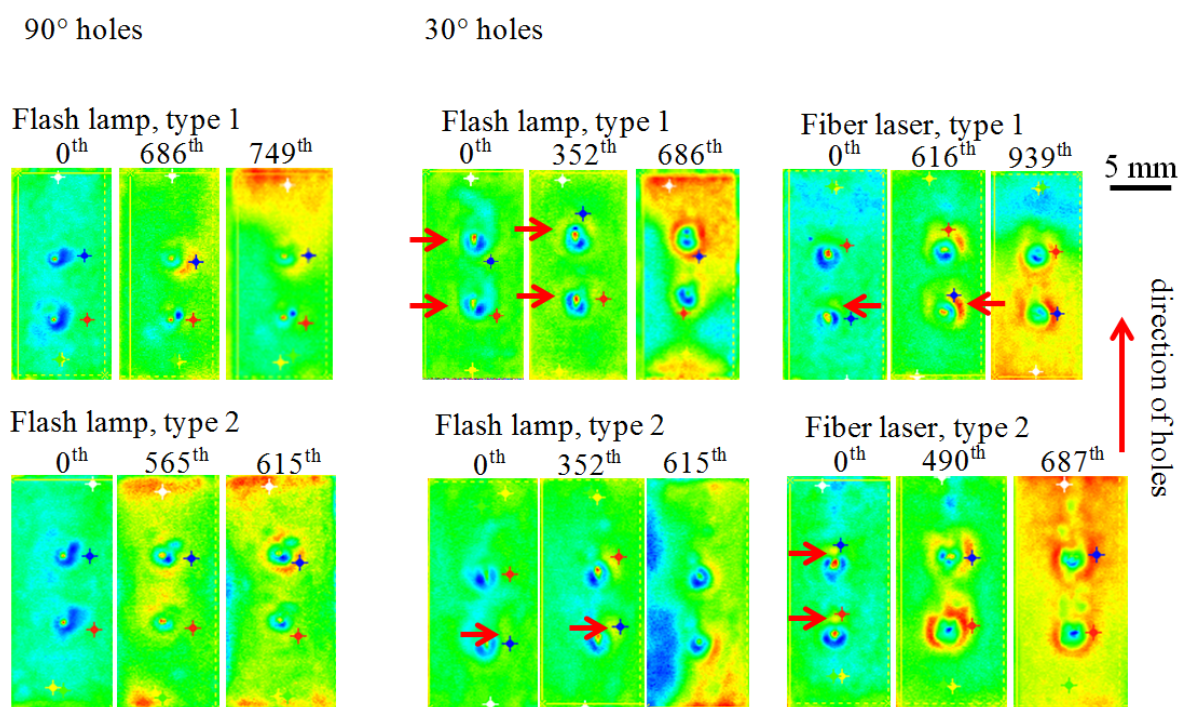 90° holes
30° holes
Flash lamp, type 1
0th 686th 749th
Flash lamp, type 1
0th 352th 686th
Fiber laser, type 1
0th 616th 939th
5 mm
direction of holes
Flash lamp, type 2
0th 565th 615th
Flash lamp, type 2
0th 352th 615th
Fiber laser, type 2
0th 490th 687th